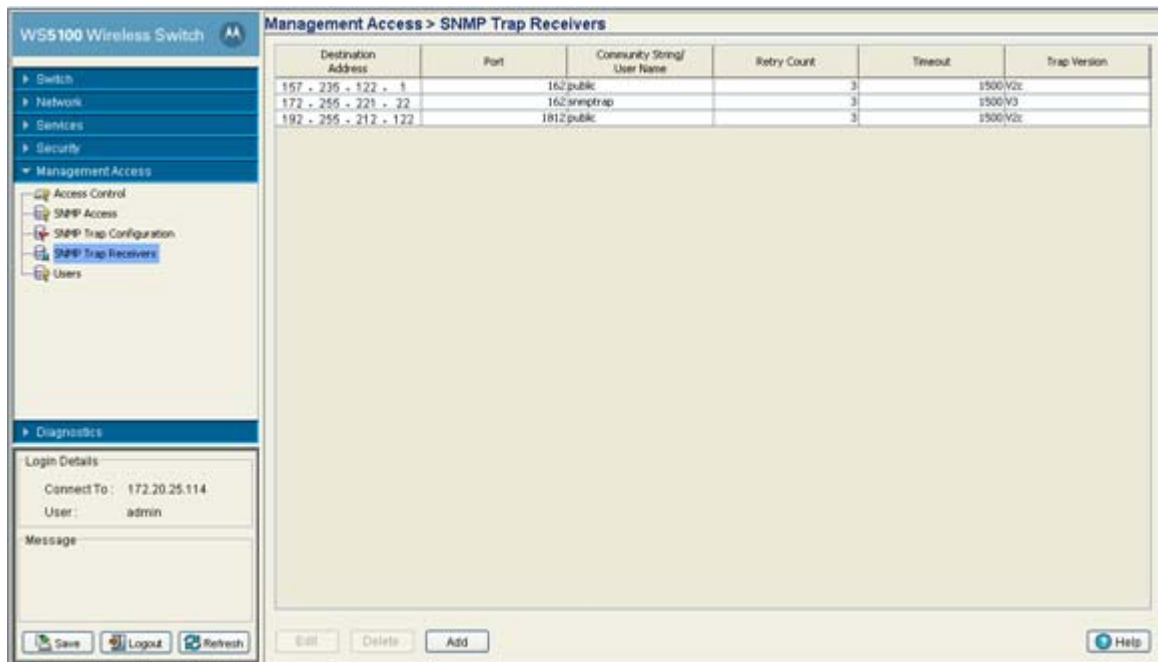 WS5100 Wireless Switch
Switch
Network
Services
Security
Management Access
Access Control
SNMP Access
SNMP Trap Configuration
SNMP Trap Receivers
Users
Diagnostics
Login Details
Connect To : 172.20.25.114
User : admin
Message
Save Logout Refresh
Management Access > SNMP Trap Receivers
Destination Address Port Community String/ User Name Retry Count Timeout Trap Version
157 . 235 . 122 . 1 162 public 3 1500 V2c
172 . 255 . 221 . 22 162 snmptrap 3 1500 V3
192 . 255 . 212 . 122 1812 public 3 1500 V2c
Edit Delete Add Help